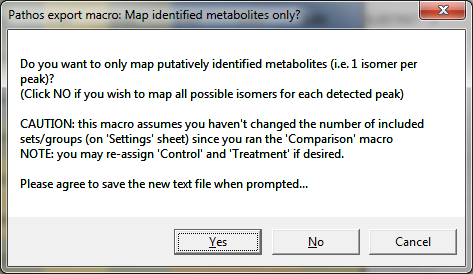 Pathos export macro: Map identified metabolites only?
Do you want to only map putatively identified metabolites (i.e. 1 isomer per
peak)?
(Click NO if you wish to map all possible isomers for each detected peak)
CAUTION: this macro assumes you haven't changed the number of included
sets/groups (on 'Settings' sheet) since you ran the 'Comparison' macro
NOTE: you may re-assign 'Control' and 'Treatment' if desired.
Please agree to save the new text file when prompted...
Yes No Cancel